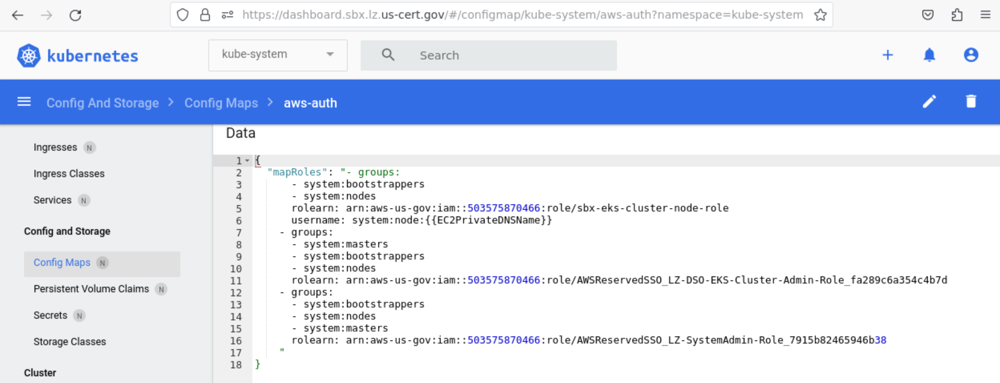 https://dashboard.sbx.lz.us-cert.gov/#/configmap/kube-system/aws-auth?namespace=kube-system
kubernetes
kube-system
Search
Config And Storage > Config Maps > aws-auth
Ingresses N
Ingress Classes
Services N
Config and Storage
Config Maps N
Persistent Volume Claims N
Secrets N
Storage Classes
Cluster
Data
1 {
2 "mapRoles": "- groups:
3 - system:bootstrappers
4 - system:nodes
5 rolearn: arn:aws-us-gov:iam::503575870466:role/sbx-eks-cluster-node-role
6 username: system:node:{{EC2PrivateDNSName}}
7 - groups:
8 - system:masters
9 - system:bootstrappers
10 - system:nodes
11 rolearn: arn:aws-us-gov:iam::503575870466:role/AWSReservedSSO_LZ-DSO-EKS-Cluster-Admin-Role_fa289c6a354c4b7d
12 - groups:
13 - system:bootstrappers
14 - system:nodes
15 - system:masters
16 rolearn: arn:aws-us-gov:iam::503575870466:role/AWSReservedSSO_LZ-SystemAdmin-Role_7915b82465946b38
17 "
18 }